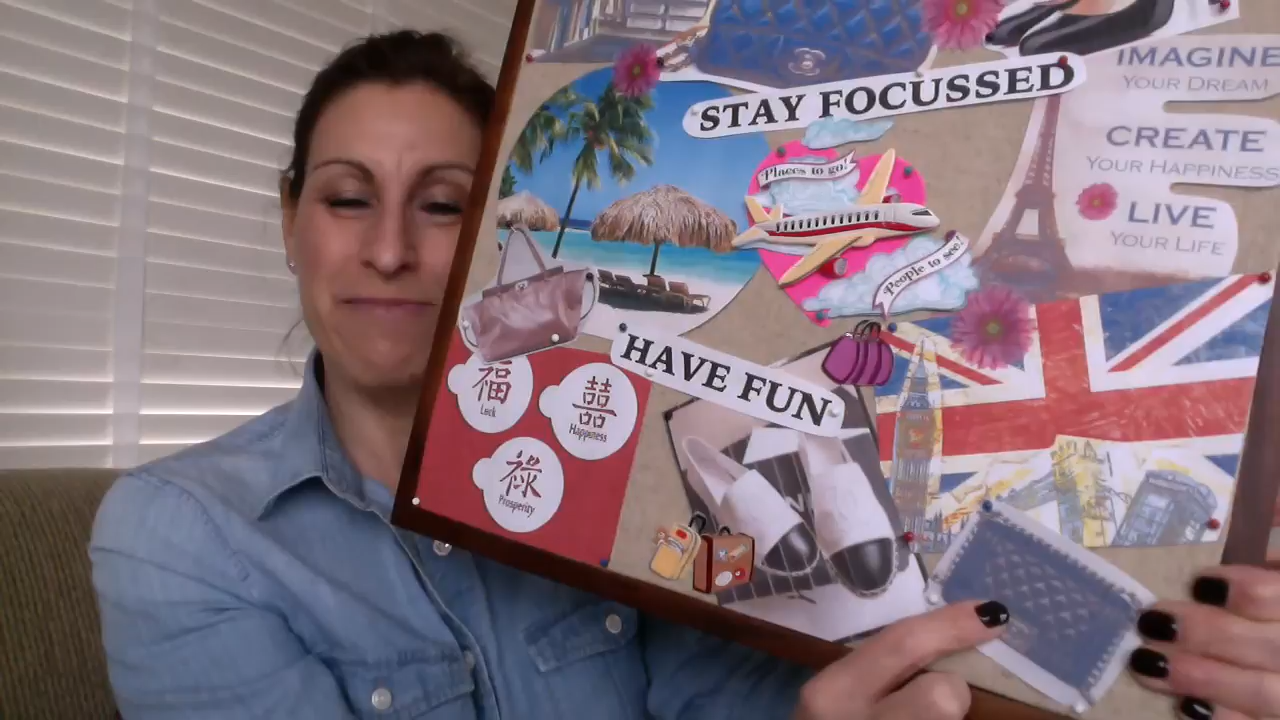 STAY FOCUSSED
IMAGINE
YOUR DREAM
CREATE
YOUR HAPPINESS
LIVE
YOUR LIFE
Places to go!
People to see!
HAVE FUN
福
Luck
囍
Happiness
祿
Prosperity